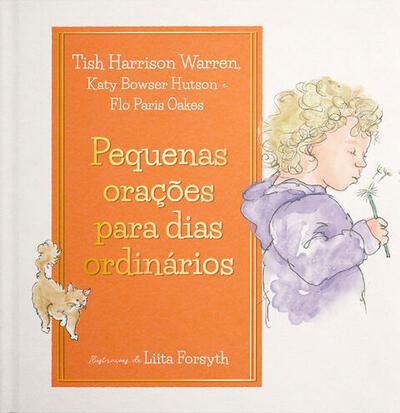 Tish Harrison Warren,
Katy Bowser Hutson e
Flo Paris Oakes
Pequenas
orações
para dias
ordinários
Ilustrações de Liita Forsyth